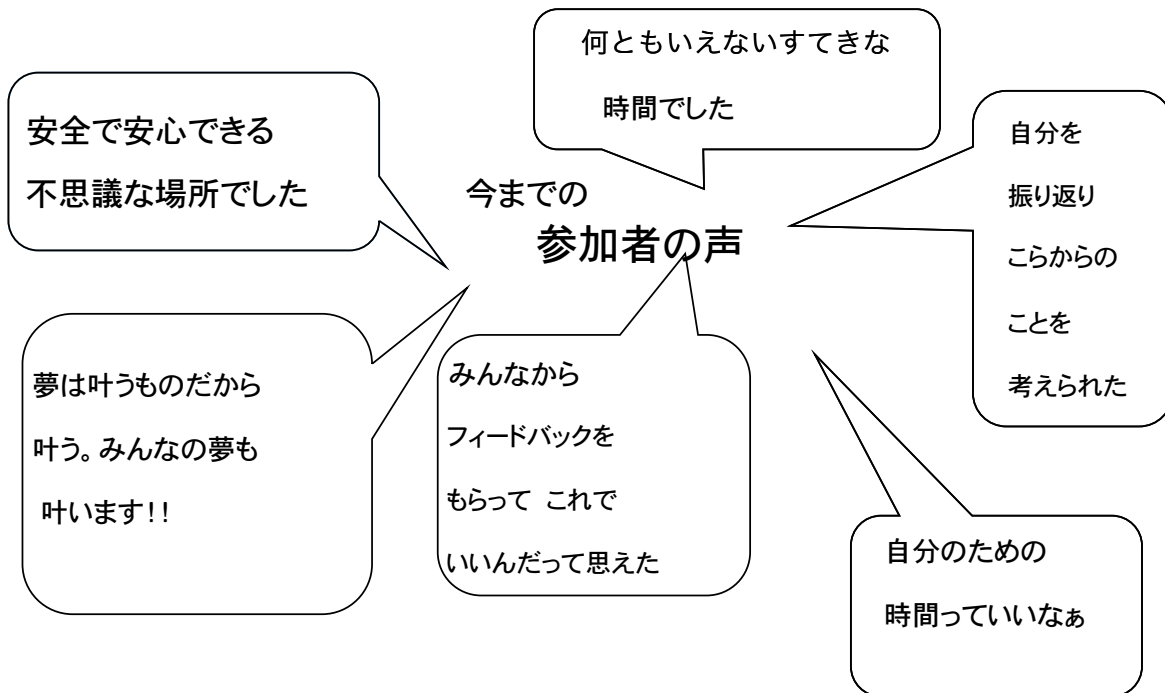 何ともいえないすてきな
時間でした
安全で安心できる
不思議な場所でした
自分を
振り返り
こらからの
ことを
考えられた
今までの
参加者の声
夢は叶うものだから
叶う。みんなの夢も
叶います!!
みんなから
フィードバックを
もらって これで
いいんだって思えた
自分のための
時間っていいなぁ